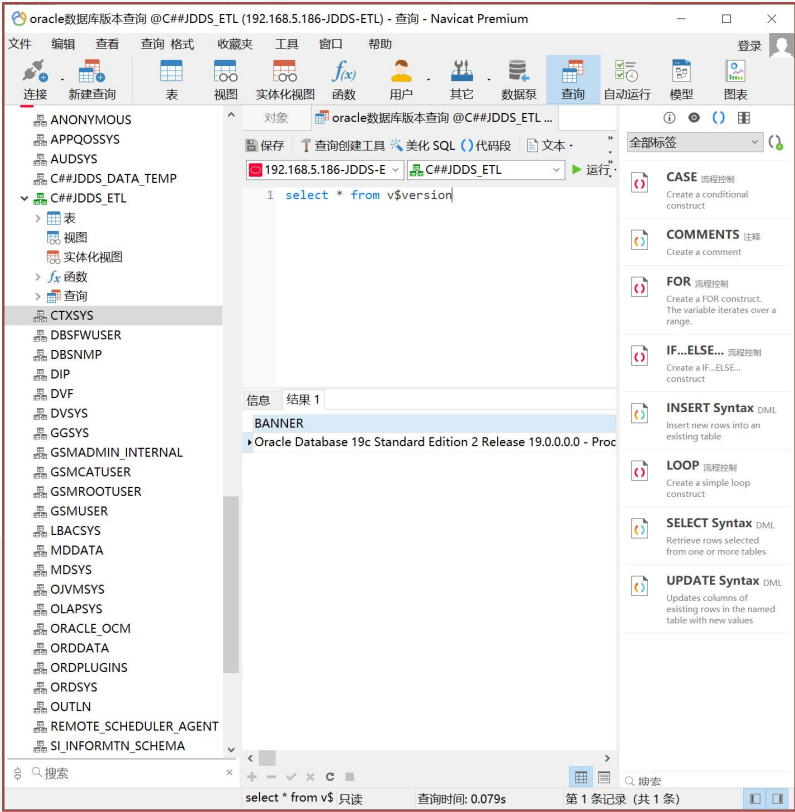 oracle数据库版本查询 @C##JDDS_ETL (192.168.5.186-JDDS-ETL) - 查询 - Navicat Premium
文件 编辑 查看 查询 格式 收藏夹 工具 窗口 帮助 登录
连接 新建查询 表 视图 实体化视图 f(x) 函数 用户 其它 数据泵 查询 自动运行 模型 图表
ANONYMOUS
APPQOSSYS
AUDSYS
C##JDDS_DATA_TEMP
C##JDDS_ETL
表
视图
实体化视图
fx 函数
查询
CTXSYS
DBSFWUSER
DBSNMP
DIP
DVF
DVSYS
GGSYS
GSMADMIN_INTERNAL
GSMCATUSER
GSMROOTUSER
GSMUSER
LBACSYS
MDDATA
MDSYS
OJVMSYS
OLAPSYS
ORACLE_OCM
ORDDATA
ORDPLUGINS
ORDSYS
OUTLN
REMOTE_SCHEDULER_AGENT
SI_INFORMTN_SCHEMA
搜索
对象 oracle数据库版本查询 @C##JDDS_ETL ...
保存 查询创建工具 美化 SQL () 代码段 文本
192.168.5.186-JDDS-E C##JDDS_ETL 运行
1 select * from v$version
信息 结果 1
BANNER
Oracle Database 19c Standard Edition 2 Release 19.0.0.0.0 - Proc
select * from v$ 只读 查询时间: 0.079s 第 1 条记录 (共 1 条)
全部标签
CASE 流程控制
Create a conditional
construct
COMMENTS 注释
Create a comment
FOR 流程控制
Create a FOR construct.
The variable iterates over a
range.
IF...ELSE... 流程控制
Create a IF...ELSE...
construct
INSERT Syntax DML
Insert new rows into an
existing table
LOOP 流程控制
Create a simple loop
construct
SELECT Syntax DML
Retrieve rows selected
from one or more tables
UPDATE Syntax DML
Updates columns of
existing rows in the named
table with new values
搜索